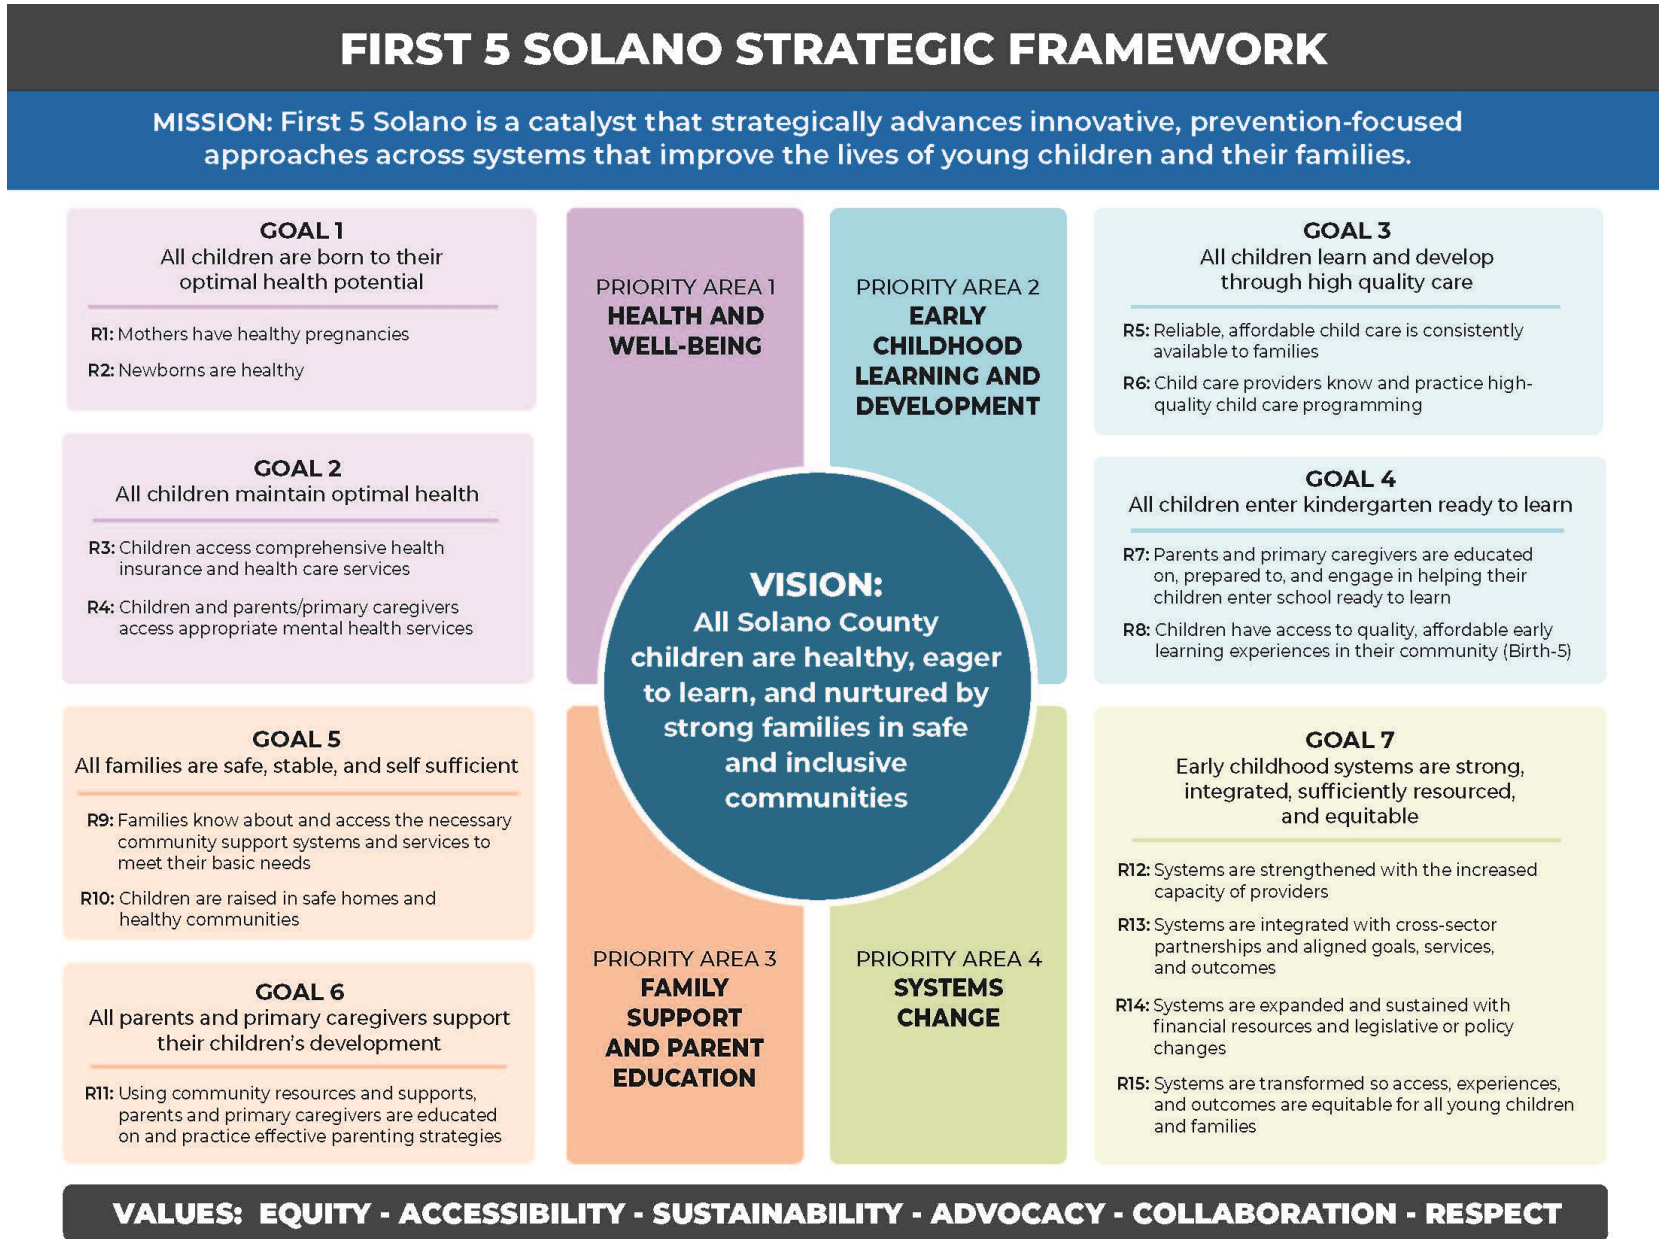 FIRST 5 SOLANO STRATEGIC FRAMEWORK
MISSION: First 5 Solano is a catalyst that strategically advances innovative, prevention-focused
approaches across systems that improve the lives of young children and their families.
GOAL 1
All children are born to their
optimal health potential
R1: Mothers have healthy pregnancies
R2: Newborns are healthy
GOAL 2
All children maintain optimal health
R3: Children access comprehensive health
insurance and health care services
R4: Children and parents/primary caregivers
access appropriate mental health services
PRIORITY AREA 1
HEALTH AND
WELL-BEING
PRIORITY AREA 2
EARLY
CHILDHOOD
LEARNING AND
DEVELOPMENT
GOAL 3
All children learn and develop
through high quality care
R5: Reliable, affordable child care is consistently
available to families
R6: Child care providers know and practice high-
quality child care programming
GOAL 4
All children enter kindergarten ready to learn
R7: Parents and primary caregivers are educated
on, prepared to, and engage in helping their
children enter school ready to learn
R8: Children have access to quality, affordable early
learning experiences in their community (Birth-5)
VISION:
All Solano County
children are healthy, eager
to learn, and nurtured by
strong families in safe
and inclusive
communities
GOAL 5
All families are safe, stable, and self sufficient
R9: Families know about and access the necessary
community support systems and services to
meet their basic needs
R10: Children are raised in safe homes and
healthy communities
GOAL 6
All parents and primary caregivers support
their children's development
R11: Using community resources and supports,
parents and primary caregivers are educated
on and practice effective parenting strategies
PRIORITY AREA 3
FAMILY
SUPPORT
AND PARENT
EDUCATION
PRIORITY AREA 4
SYSTEMS
CHANGE
GOAL 7
Early childhood systems are strong,
integrated, sufficiently resourced,
and equitable
R12: Systems are strengthened with the increased
capacity of providers
R13: Systems are integrated with cross-sector
partnerships and aligned goals, services,
and outcomes
R14: Systems are expanded and sustained with
financial resources and legislative or policy
changes
R15: Systems are transformed so access, experiences,
and outcomes are equitable for all young children
and families
VALUES: EQUITY - ACCESSIBILITY - SUSTAINABILITY - ADVOCACY - COLLABORATION - RESPECT